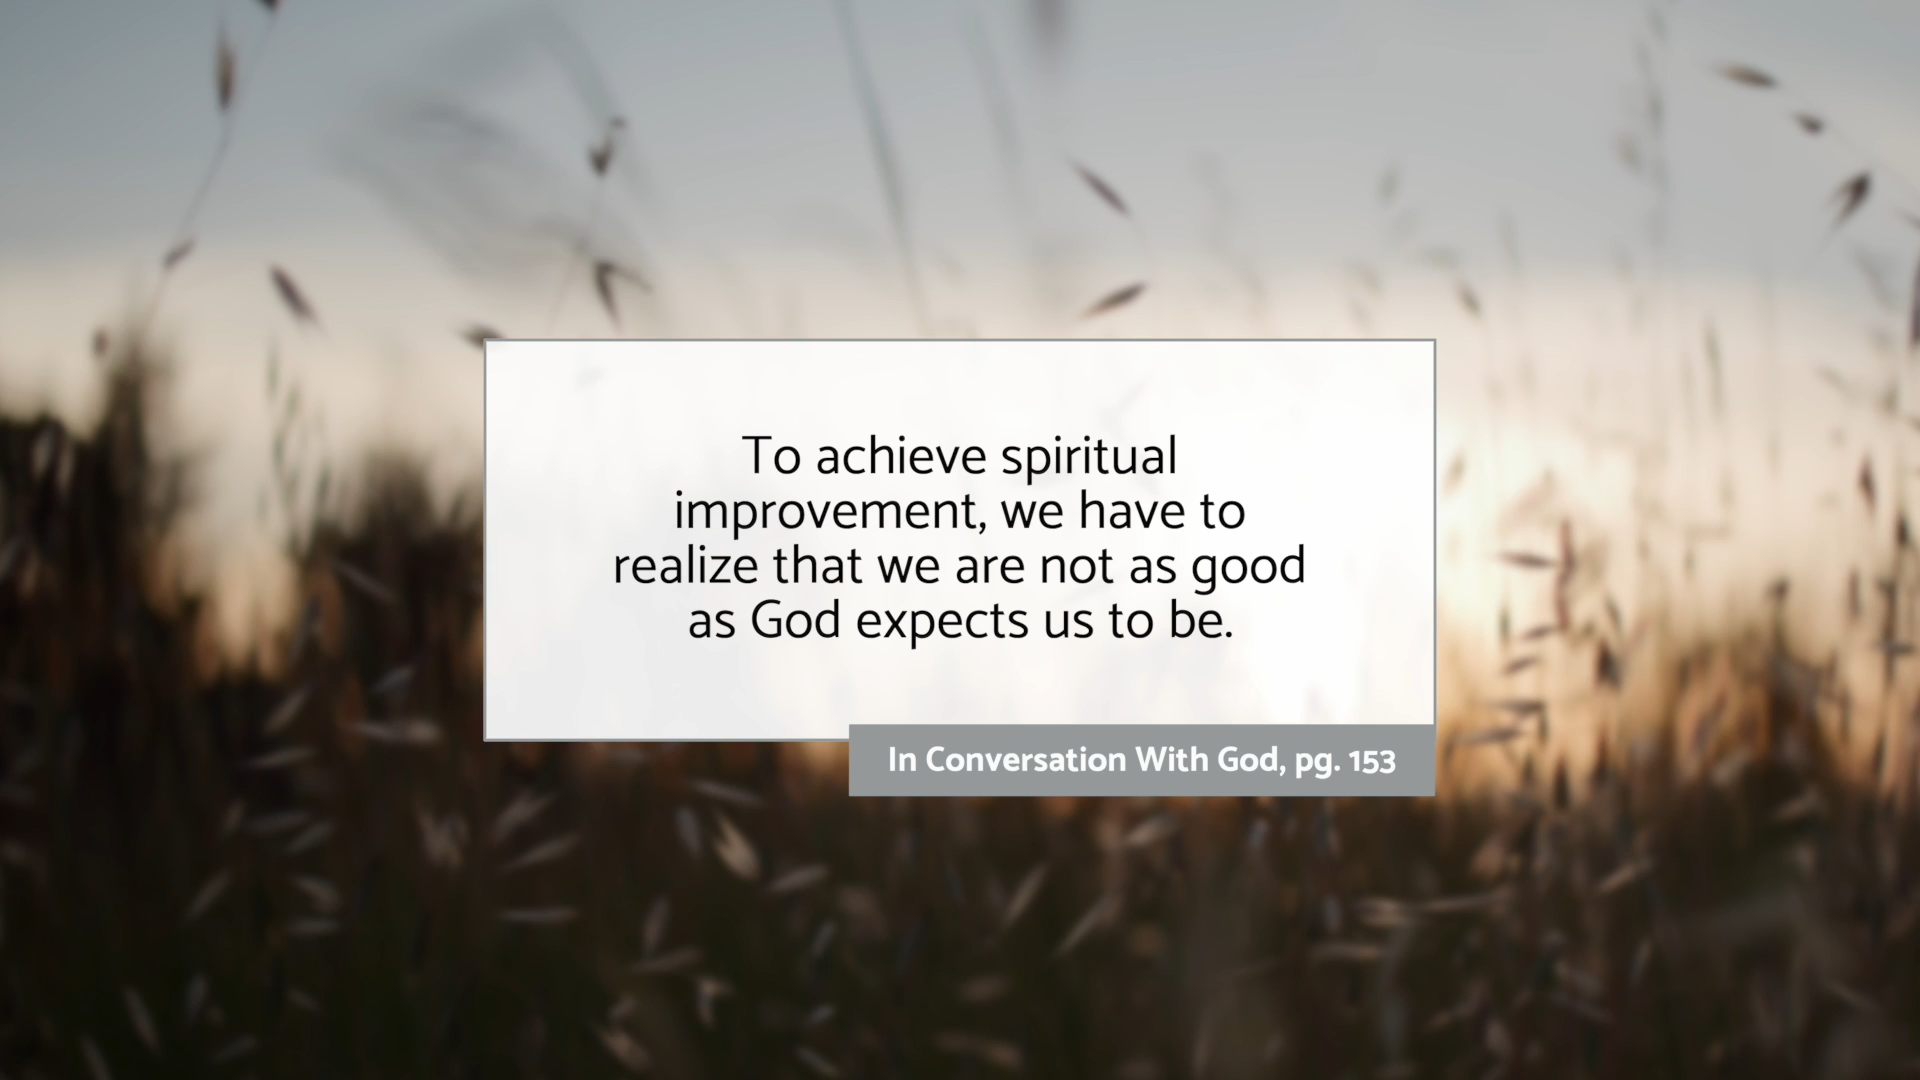 To achieve spiritual
improvement, we have to
realize that we are not as good
as God expects us to be.
In Conversation With God, pg. 153